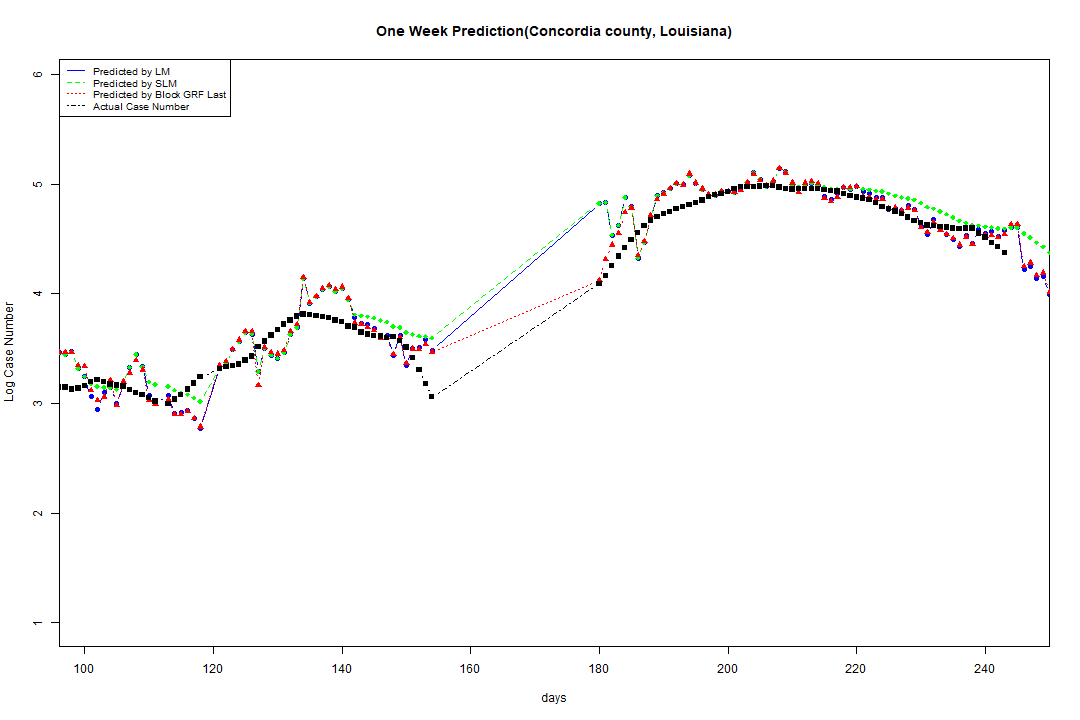 One Week Prediction(Concordia county, Louisiana)
Predicted by LM
Predicted by SLM
Predicted by Block GRF Last
Actual Case Number
6
5
4
3
2
1
Log Case Number
100 120 140 160 180 200 220 240
days